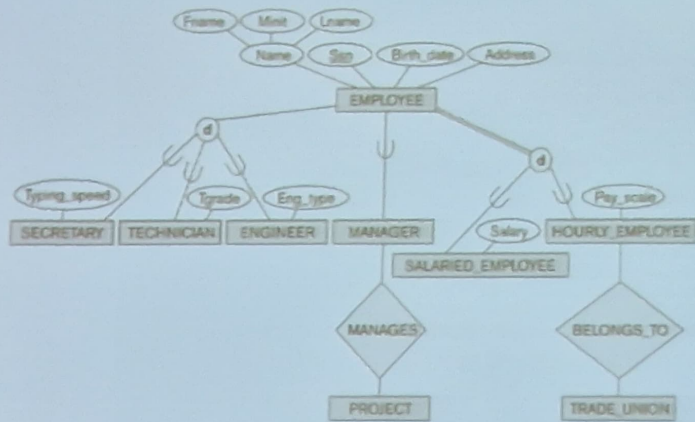 Fname Minit Lname
Name Ssn Birth_date Address
EMPLOYEE
d
d
Typing_speed Tgrade Eng_type Pay_scale
SECRETARY TECHNICIAN ENGINEER MANAGER Salary HOURLY_EMPLOYEE
SALARIED_EMPLOYEE
MANAGES BELONGS_TO
PROJECT TRADE_UNION